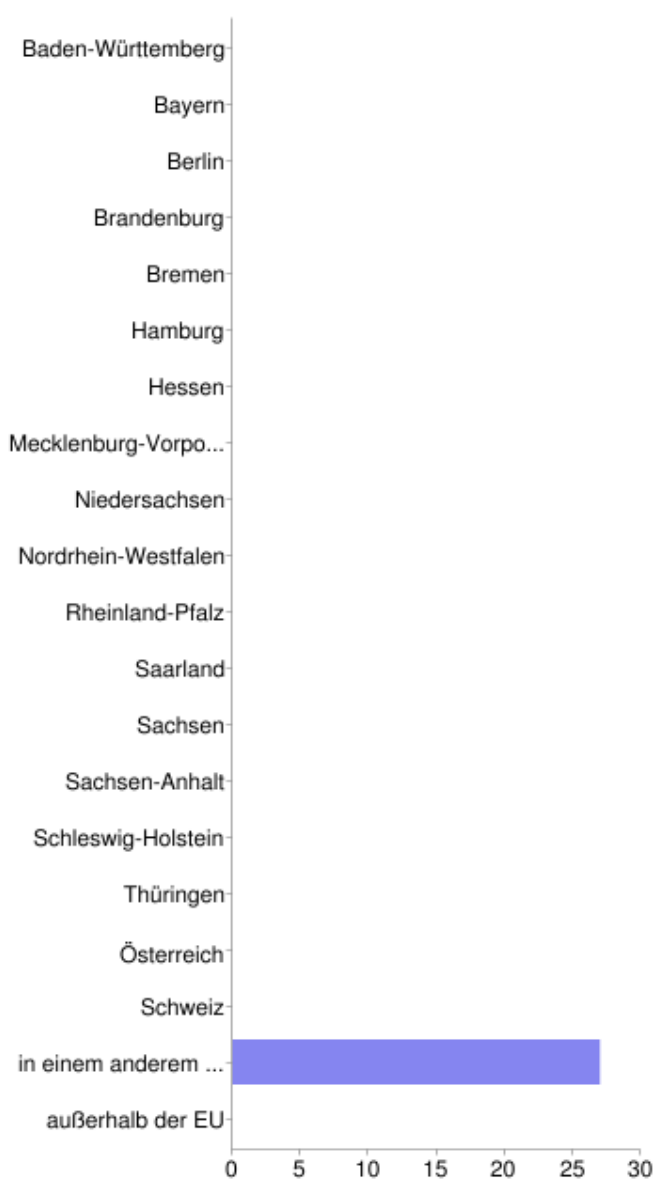 Baden-Württemberg
Bayern
Berlin
Brandenburg
Bremen
Hamburg
Hessen
Mecklenburg-Vorpo...
Niedersachsen
Nordrhein-Westfalen
Rheinland-Pfalz
Saarland
Sachsen
Sachsen-Anhalt
Schleswig-Holstein
Thüringen
Österreich
Schweiz
in einem anderem ...
außerhalb der EU
0 5 10 15 20 25 30